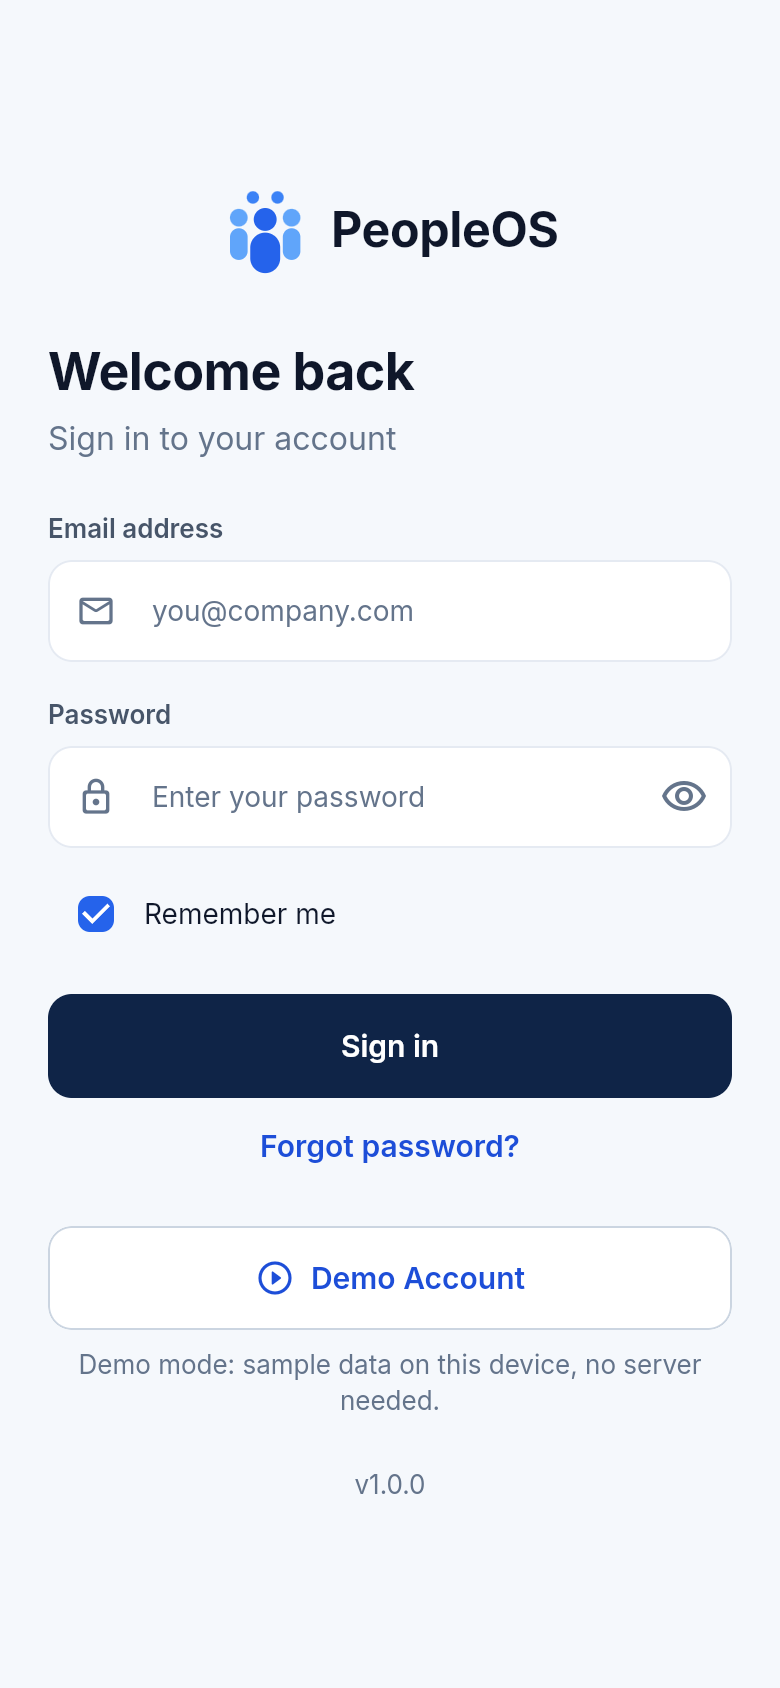 PeopleOS
Welcome back
Sign in to your account
Email address
you@company.com
Password
Enter your password
Remember me
Sign in
Forgot password?
Demo Account
Demo mode: sample data on this device, no server
needed.
v1.0.0